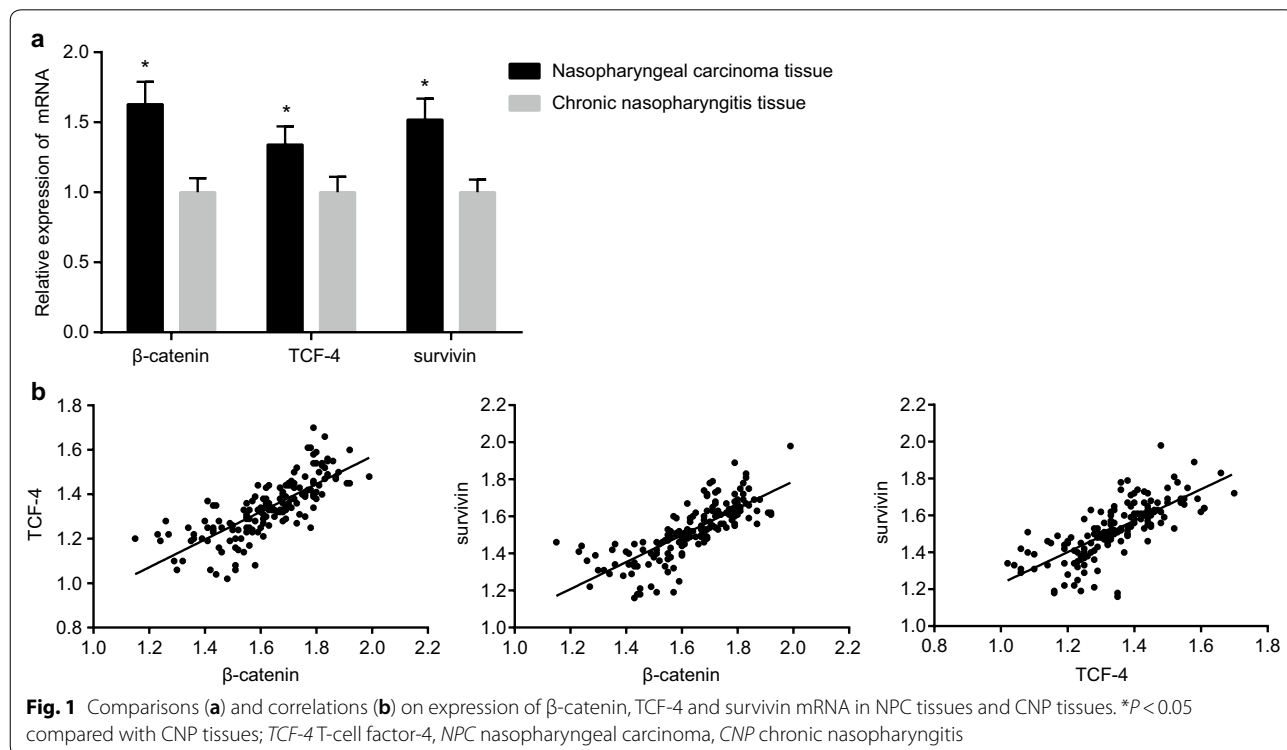 a
2.0
1.5
1.0
0.5
0.0
Relative expression of mRNA
*
*
*
β-catenin
TCF-4
survivin
Nasopharyngeal carcinoma tissue
Chronic nasopharyngitis tissue
b
1.8
1.6
1.4
1.2
1.0
0.8
TCF-4
1.0 1.2 1.4 1.6 1.8 2.0 2.2
β-catenin
2.2
2.0
1.8
1.6
1.4
1.2
1.0
survivin
1.0 1.2 1.4 1.6 1.8 2.0 2.2
β-catenin
2.2
2.0
1.8
1.6
1.4
1.2
1.0
survivin
0.8 1.0 1.2 1.4 1.6 1.8
TCF-4
Fig. 1 Comparisons (a) and correlations (b) on expression of β-catenin, TCF-4 and survivin mRNA in NPC tissues and CNP tissues. *P < 0.05
compared with CNP tissues; TCF-4 T-cell factor-4, NPC nasopharyngeal carcinoma, CNP chronic nasopharyngitis